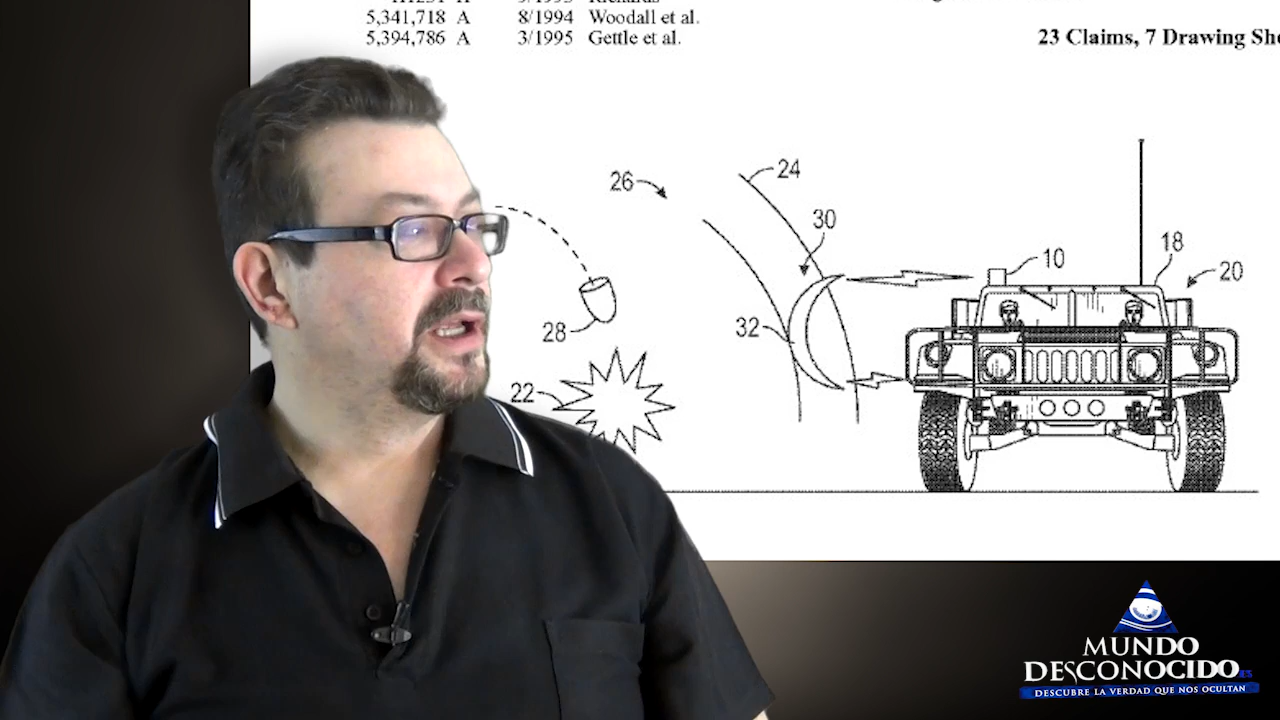 5,341,718 A 8/1994 Woodall et al.
5,394,786 A 3/1995 Gettle et al.
23 Claims, 7 Drawing
24
26
30
10
18
20
28
32
22
MUNDO
DESCONOCIDO.ES
DESCUBRE LA VERDAD QUE NOS OCULTAN